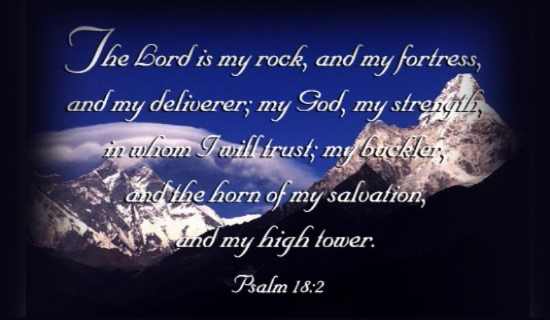 The Lord is my rock, and my fortress,
and my deliverer; my God, my strength,
in whom I will trust; my buckler,
and the horn of my salvation,
and my high tower.
Psalm 18:2